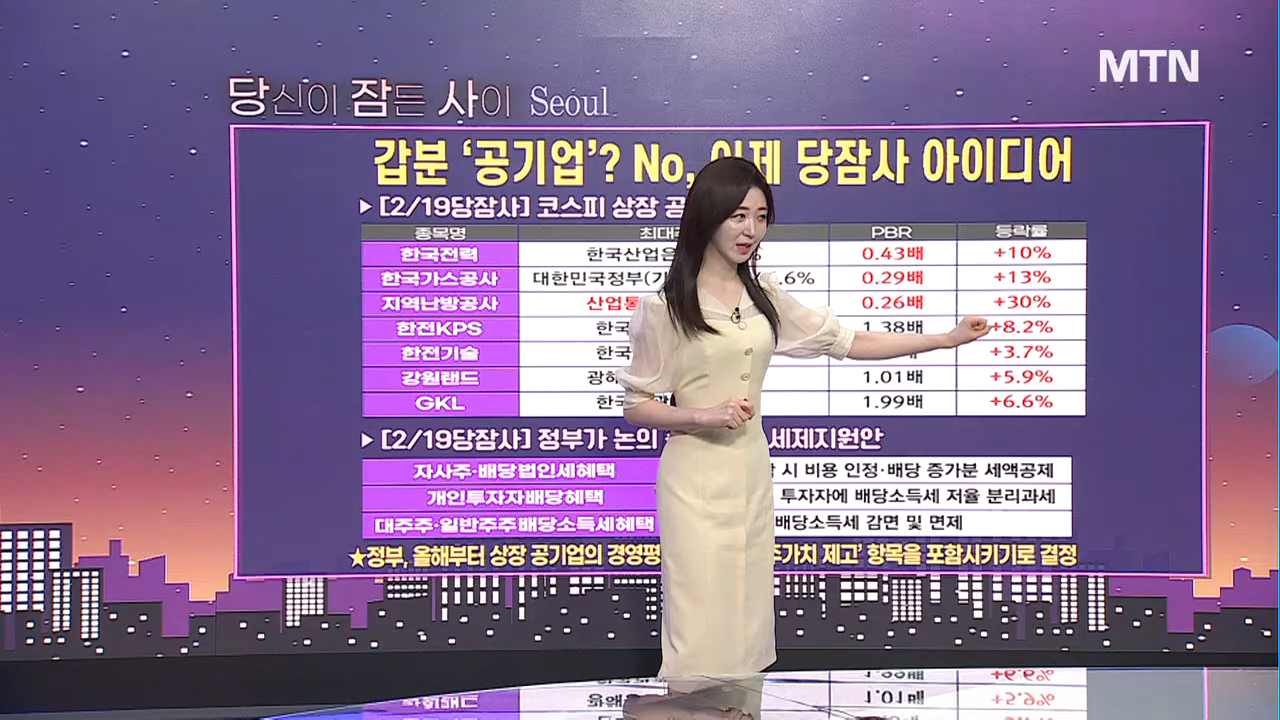 MTN
당신이 잠든 사이 Seoul
갑분 '공기업'? No, 이제 당잠사 아이디어
▶[2/19당잠사] 코스피 상장 공
종목명 최대주 PBR 등락률
한국전력 한국산업은 % 0.43배 +10%
한국가스공사 대한민국정부(기 .6% 0.29배 +13%
지역난방공사 산업통 0.26배 +30%
한전KPS 한국 1.38배 +8.2%
한전기술 한국 +3.7%
강원랜드 광해 1.01배 +5.9%
GKL 한국관 1.99배 +6.6%
▶[2/19당잠사] 정부가 논의 세제지원안
자사주·배당법인세혜택 시 비용 인정·배당 증가분 세액공제
개인투자자배당혜택 투자자에 배당소득세 저율 분리과세
대주주·일반주주배당소득세혜택 배당소득세 감면 및 면제
★정부, 올해부터 상장 공기업의 경영평 주가치 제고' 항목을 포함시키기로 결정